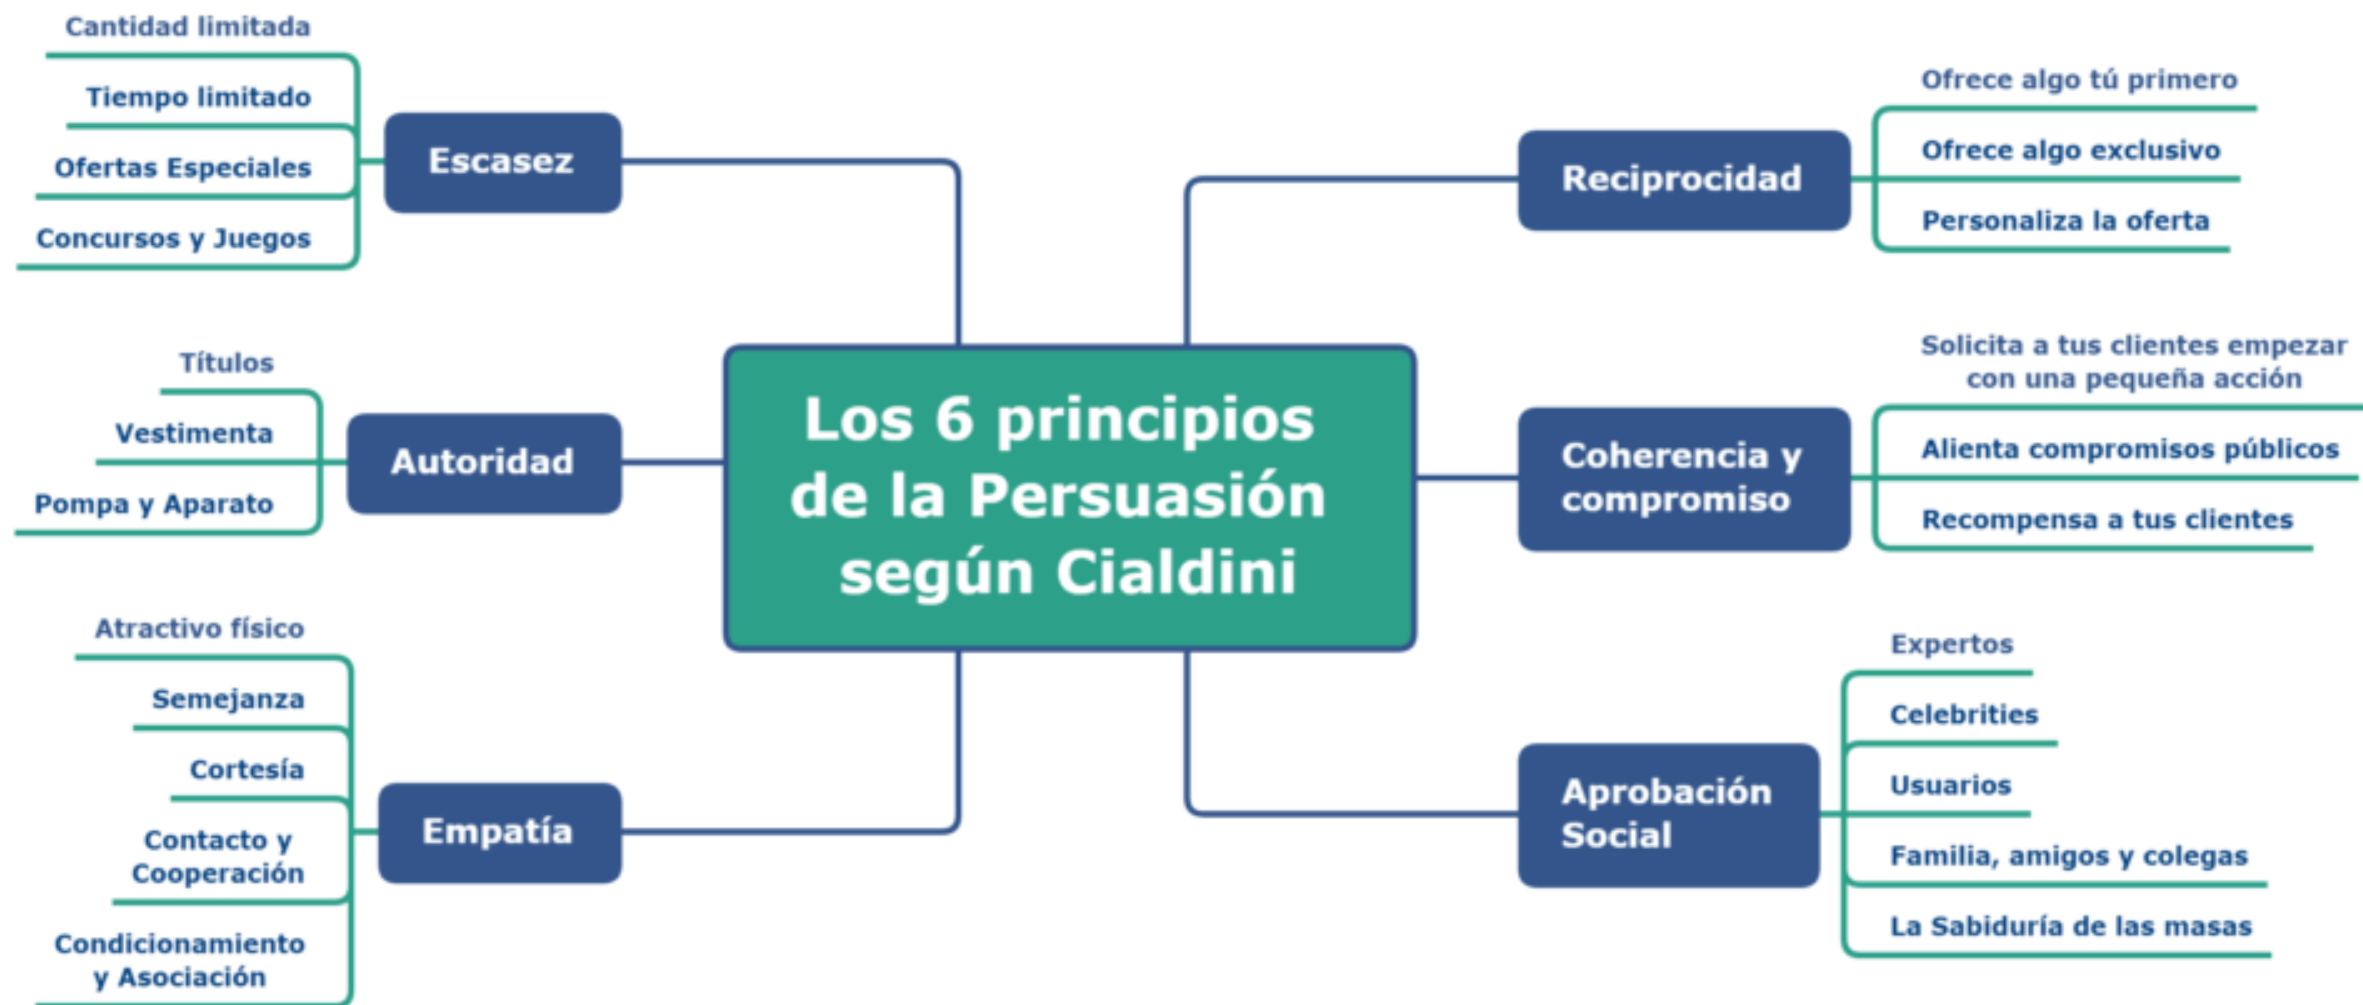 Los 6 principios
de la Persuasión
según Cialdini
Escasez
Cantidad limitada
Tiempo limitado
Ofertas Especiales
Concursos y Juegos
Autoridad
Títulos
Vestimenta
Pompa y Aparato
Empatía
Atractivo físico
Semejanza
Cortesía
Contacto y
Cooperación
Condicionamiento
y Asociación
Reciprocidad
Ofrece algo tú primero
Ofrece algo exclusivo
Personaliza la oferta
Coherencia y
compromiso
Solicita a tus clientes empezar
con una pequeña acción
Alienta compromisos públicos
Recompensa a tus clientes
Aprobación
Social
Expertos
Celebrities
Usuarios
Familia, amigos y colegas
La Sabiduría de las masas